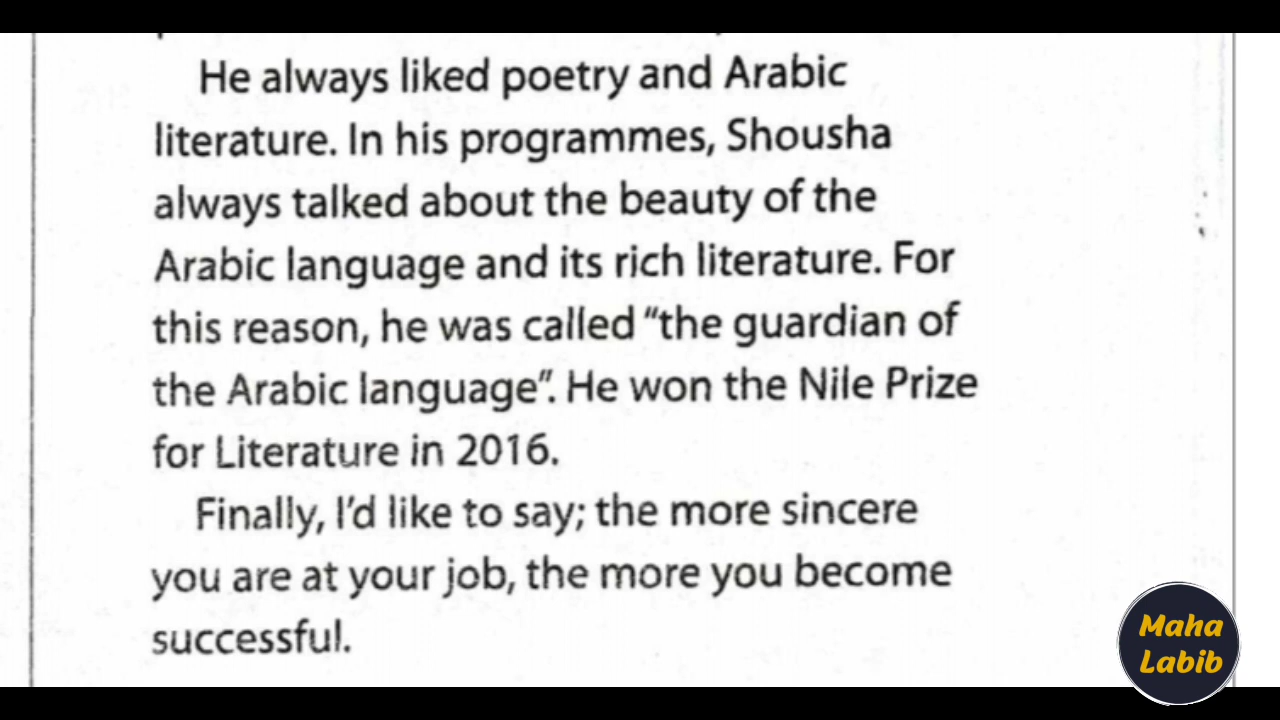 He always liked poetry and Arabic
literature. In his programmes, Shousha
always talked about the beauty of the
Arabic language and its rich literature. For
this reason, he was called “the guardian of
the Arabic language”. He won the Nile Prize
for Literature in 2016.
Finally, I’d like to say; the more sincere
you are at your job, the more you become
successful.
Maha
Labib